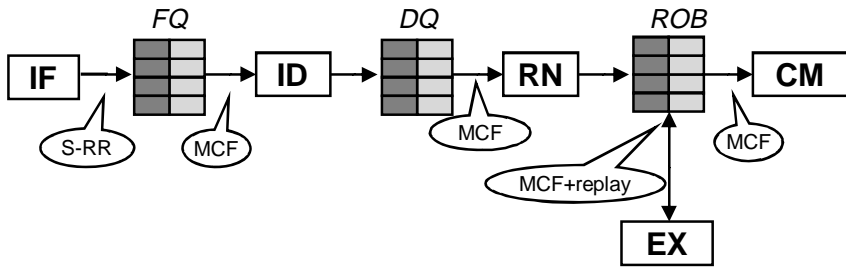 FQ
DQ
ROB
IF
ID
RN
CM
S-RR
MCF
MCF
MCF
MCF+replay
EX